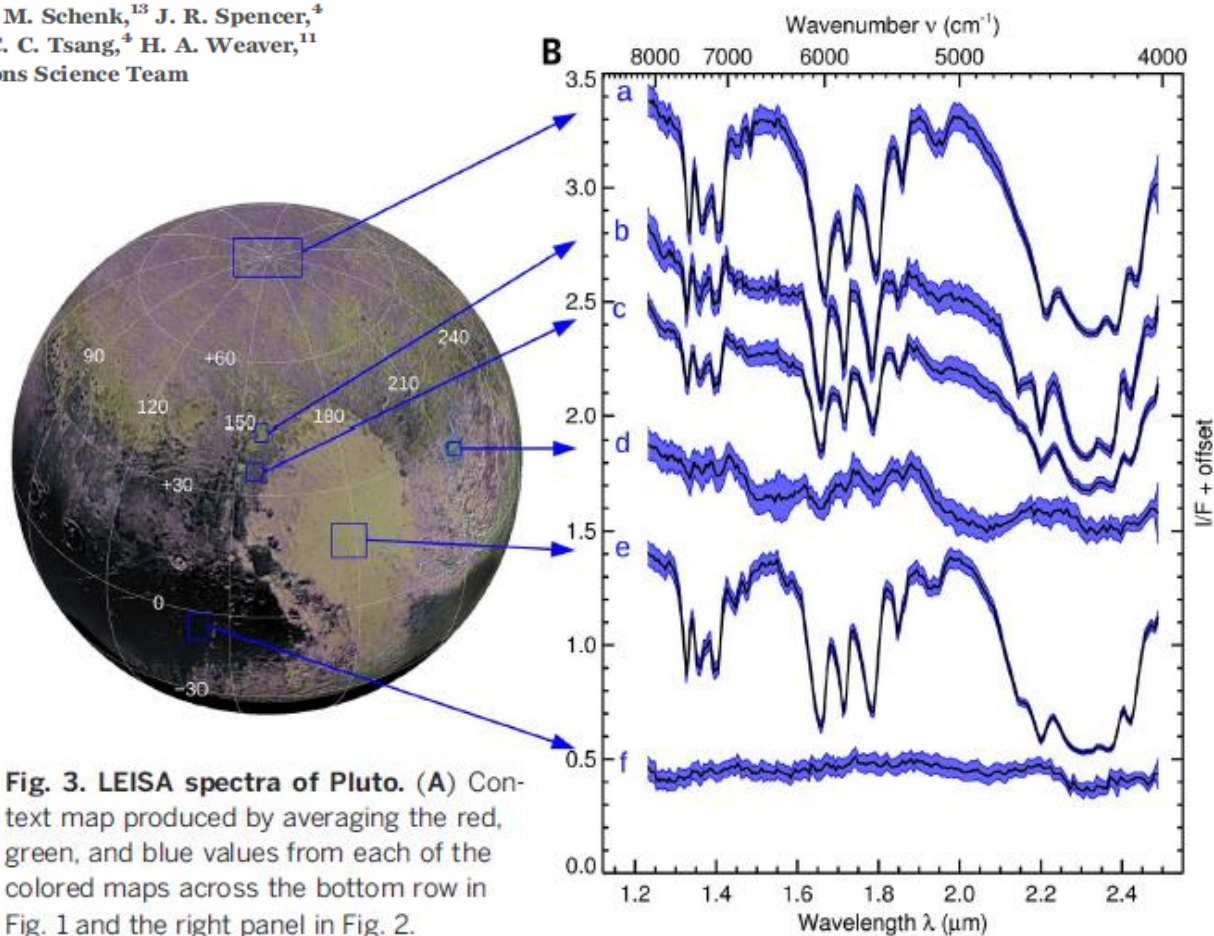 M. Schenk,¹³ J. R. Spencer,⁴
C. C. Tsang,⁴ H. A. Weaver,¹¹
ns Science Team
B
Wavenumber ν (cm⁻¹)
8000 7000 6000 5000 4000
3.5
3.0
2.5
2.0
1.5
1.0
0.5
0.0
a
b
c
d
e
f
I/F + offset
1.2 1.4 1.6 1.8 2.0 2.2 2.4
Wavelength λ (μm)
90
+60
240
120
210
150
180
+30
0
−30
Fig. 3. LEISA spectra of Pluto. (A) Con-
text map produced by averaging the red,
green, and blue values from each of the
colored maps across the bottom row in
Fig. 1 and the right panel in Fig. 2.